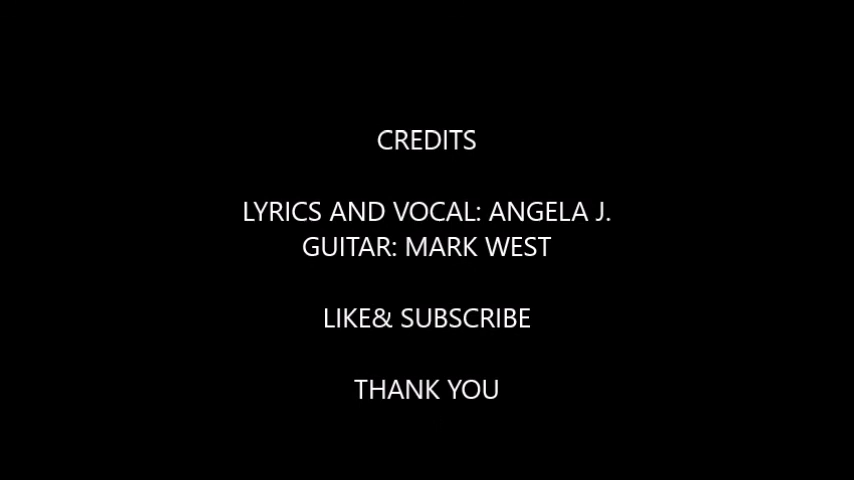 CREDITS
LYRICS AND VOCAL: ANGELA J.
GUITAR: MARK WEST
LIKE& SUBSCRIBE
THANK YOU